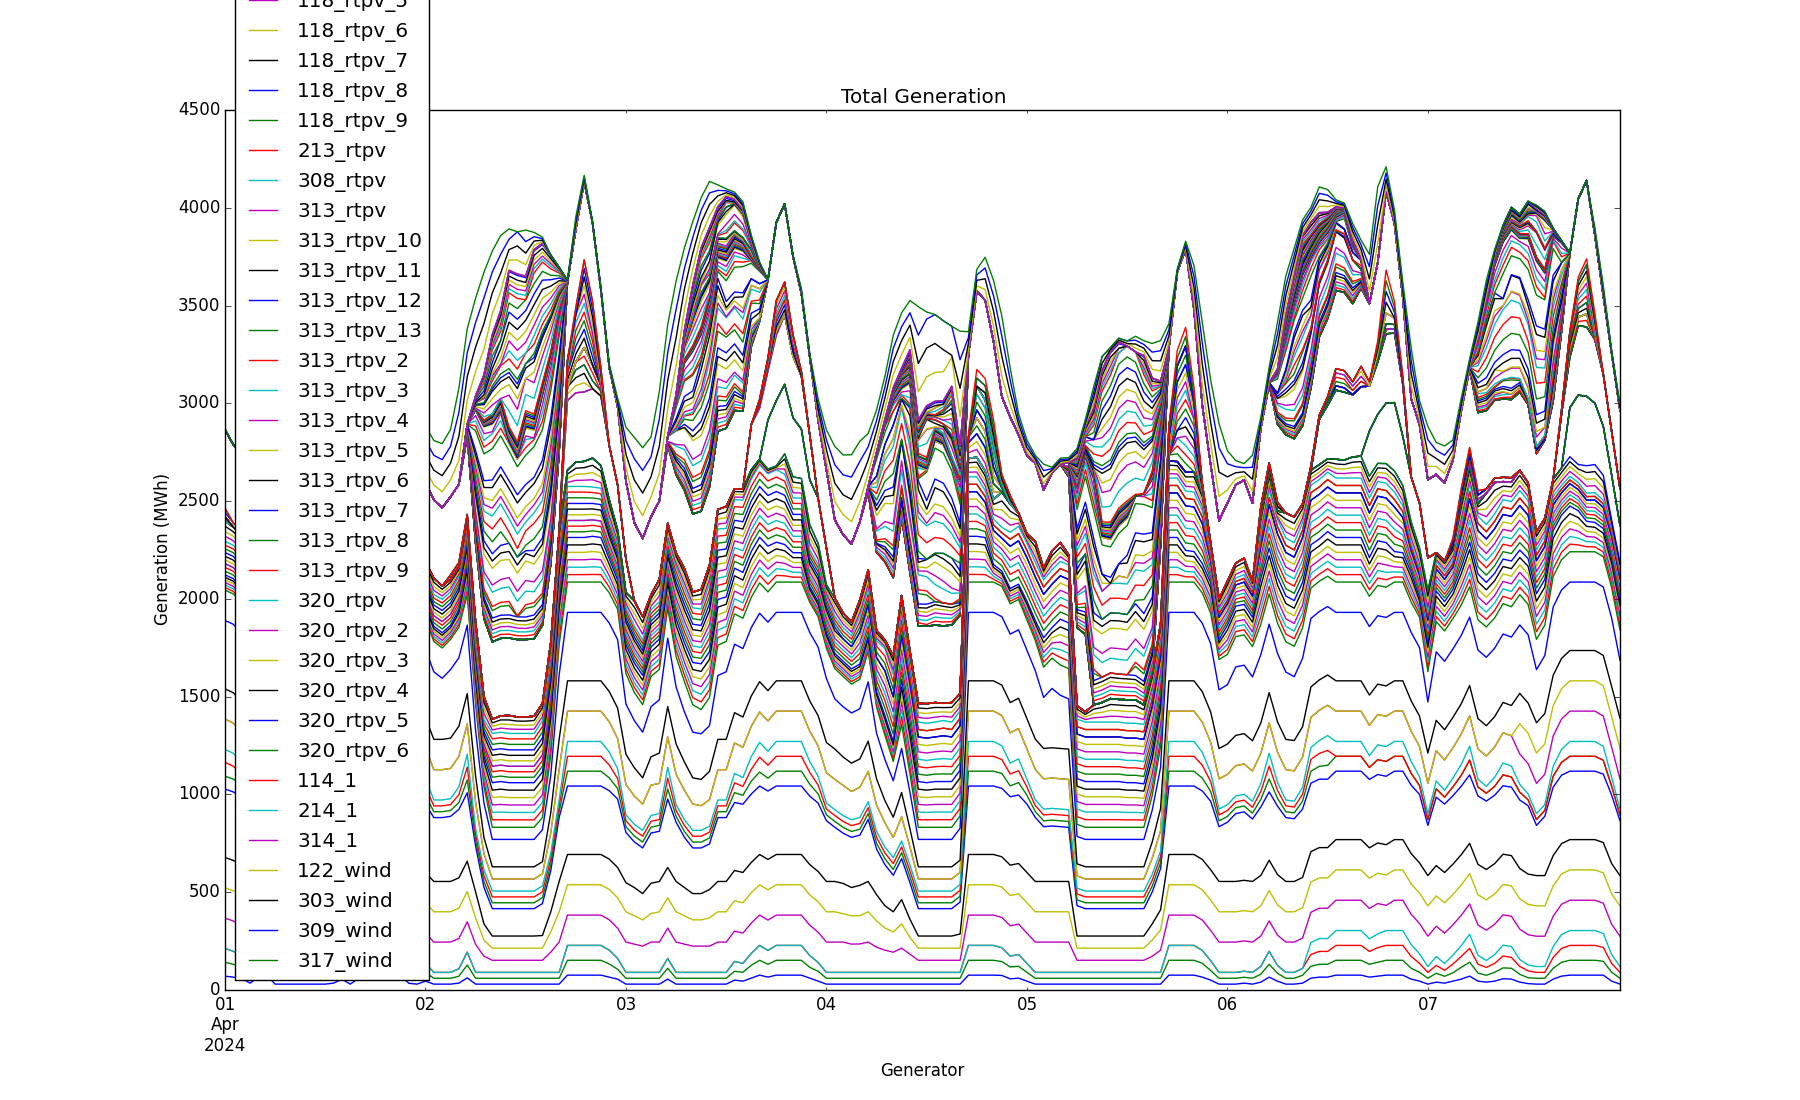 118_rtpv_5
118_rtpv_6
118_rtpv_7
118_rtpv_8
118_rtpv_9
213_rtpv
308_rtpv
313_rtpv
313_rtpv_10
313_rtpv_11
313_rtpv_12
313_rtpv_13
313_rtpv_2
313_rtpv_3
313_rtpv_4
313_rtpv_5
313_rtpv_6
313_rtpv_7
313_rtpv_8
313_rtpv_9
320_rtpv
320_rtpv_2
320_rtpv_3
320_rtpv_4
320_rtpv_5
320_rtpv_6
114_1
214_1
314_1
122_wind
303_wind
309_wind
317_wind
Total Generation
4500
4000
3500
3000
2500
2000
1500
1000
500
0
Generation (MWh)
01 02 03 04 05 06 07
Apr
2024
Generator